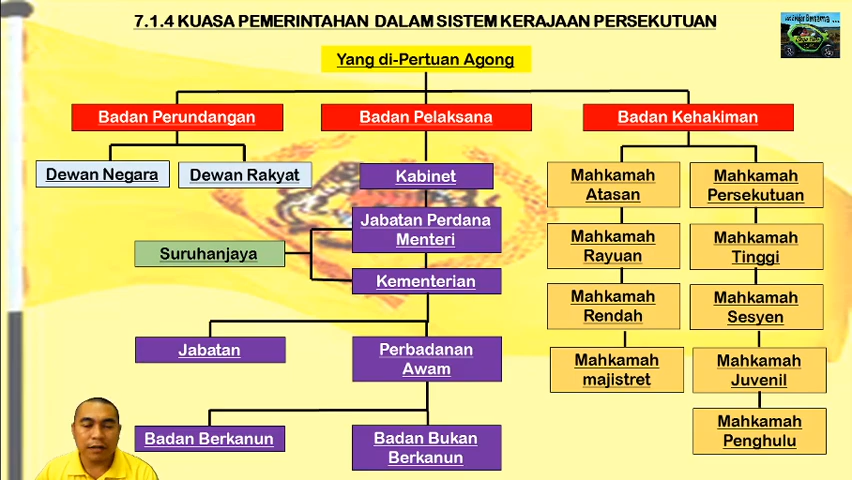 7.1.4 KUASA PEMERINTAHAN DALAM SISTEM KERAJAAN PERSEKUTUAN
Yang di-Pertuan Agong
Badan Perundangan
Badan Pelaksana
Badan Kehakiman
Dewan Negara
Dewan Rakyat
Kabinet
Jabatan Perdana
Menteri
Suruhanjaya
Kementerian
Jabatan
Perbadanan
Awam
Badan Berkanun
Badan Bukan
Berkanun
Mahkamah
Atasan
Mahkamah
Rayuan
Mahkamah
Rendah
Mahkamah
majistret
Mahkamah
Persekutuan
Mahkamah
Tinggi
Mahkamah
Sesyen
Mahkamah
Juvenil
Mahkamah
Penghulu